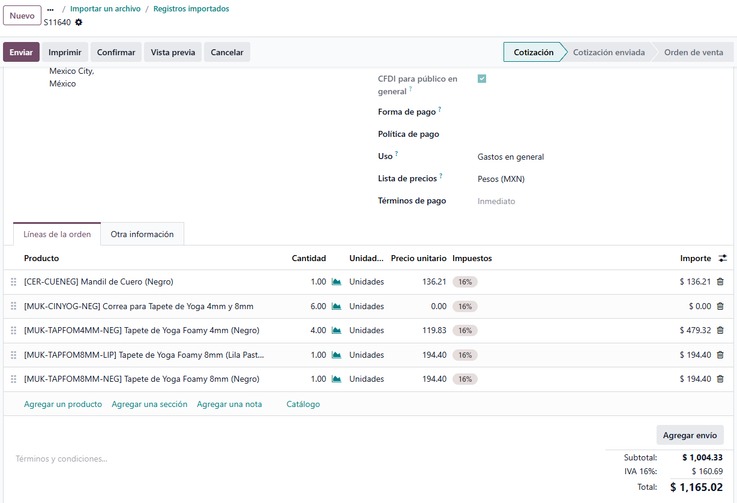 Nuevo ... / Importar un archivo / Registros importados
S11640
Enviar Imprimir Confirmar Vista previa Cancelar Cotización Cotización enviada Orden de venta
Mexico City,
México
CFDI para público en
general ?
Forma de pago ?
Política de pago
Uso ? Gastos en general
Lista de precios ? Pesos (MXN)
Términos de pago Inmediato
Líneas de la orden Otra información
Producto Cantidad Unidad... Precio unitario Impuestos Importe
[CER-CUENEG] Mandil de Cuero (Negro) 1.00 Unidades 136.21 16% $ 136.21
[MUK-CINYOG-NEG] Correa para Tapete de Yoga 4mm y 8mm 6.00 Unidades 0.00 16% $ 0.00
[MUK-TAPFOM4MM-NEG] Tapete de Yoga Foamy 4mm (Negro) 4.00 Unidades 119.83 16% $ 479.32
[MUK-TAPFOM8MM-LIP] Tapete de Yoga Foamy 8mm (Lila Past... 1.00 Unidades 194.40 16% $ 194.40
[MUK-TAPFOM8MM-NEG] Tapete de Yoga Foamy 8mm (Negro) 1.00 Unidades 194.40 16% $ 194.40
Agregar un producto Agregar una sección Agregar una nota Catálogo
Agregar envío
Términos y condiciones... Subtotal: $ 1,004.33
IVA 16%: $ 160.69
Total: $ 1,165.02